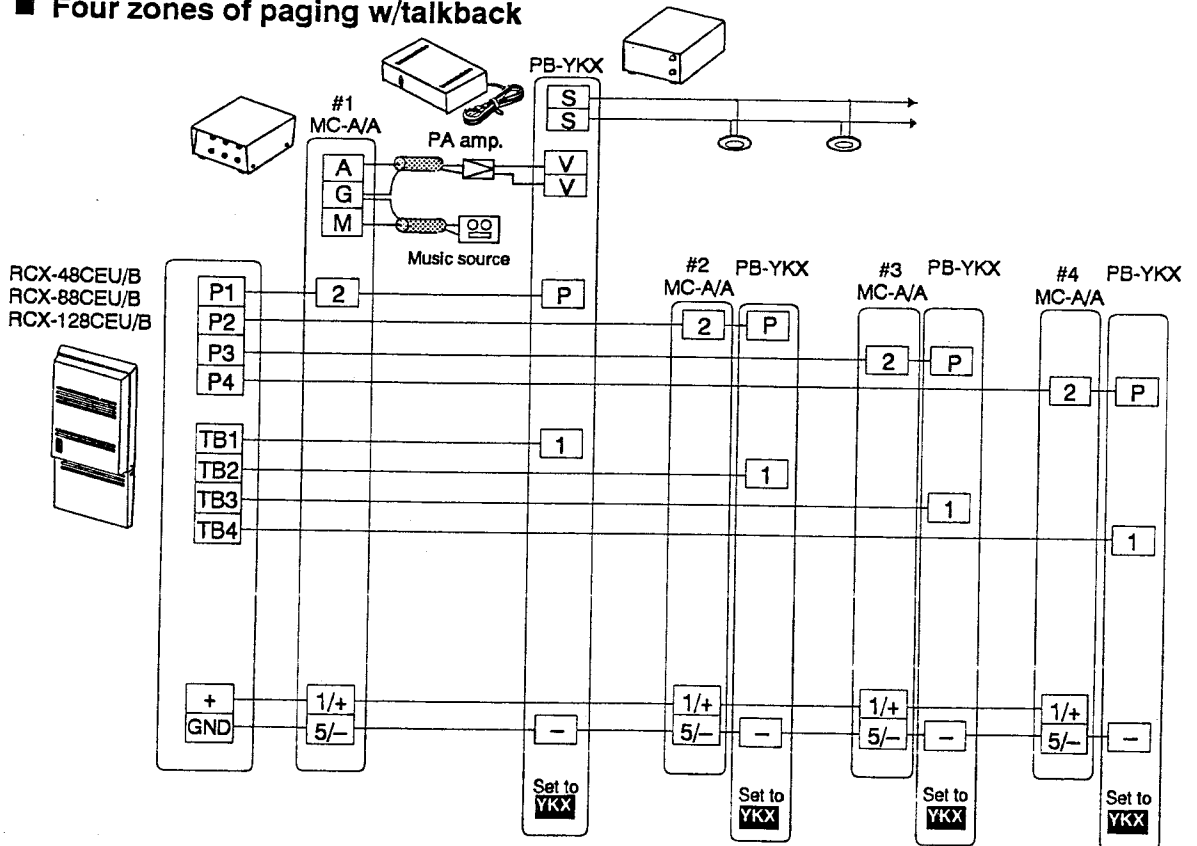 ■ Four zones of paging w/talkback
PB-YKX
#1
MC-A/A
PA amp.
S
S
A
G
M
V
V
Music source
RCX-48CEU/B
RCX-88CEU/B
RCX-128CEU/B
#2
MC-A/A
PB-YKX
#3
MC-A/A
PB-YKX
#4
MC-A/A
PB-YKX
P1
2
P
P2
2
P
P3
2
P
P4
2
P
TB1
1
TB2
1
TB3
1
TB4
1
+
1/+
1/+
1/+
1/+
GND
5/–
–
5/–
–
5/–
–
5/–
–
Set to
YKX
Set to
YKX
Set to
YKX
Set to
YKX